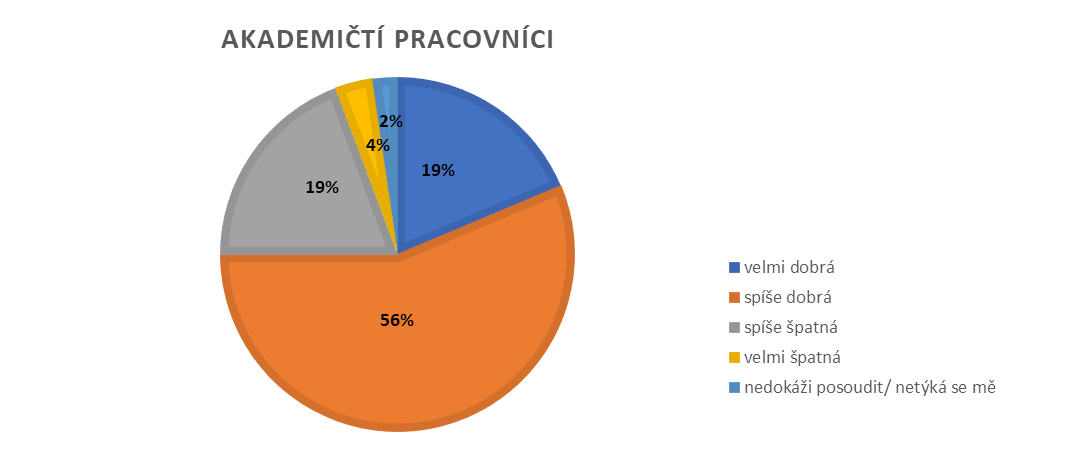 AKADEMIČTÍ PRACOVNÍCI
2%
4%
19%
19%
56%
velmi dobrá
spíše dobrá
spíše špatná
velmi špatná
nedokáži posoudit/ netýká se mě